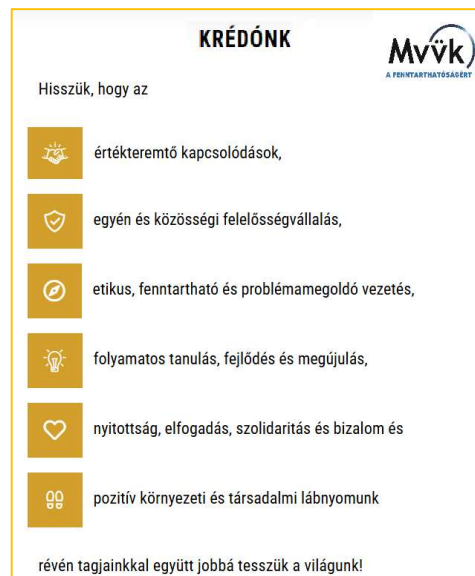 KRÉDÓNK
Mvük
A FENNTARTHATÓSÁGÉRT
Hisszük, hogy az
értékteremtő kapcsolódások,
egyén és közösségi felelősségvállalás,
etikus, fenntartható és problémamegoldó vezetés,
folyamatos tanulás, fejlődés és megújulás,
nyitottság, elfogadás, szolidaritás és bizalom és
pozitív környezeti és társadalmi lábnyomunk
révén tagjainkkal együtt jobbá tesszük a világunk!